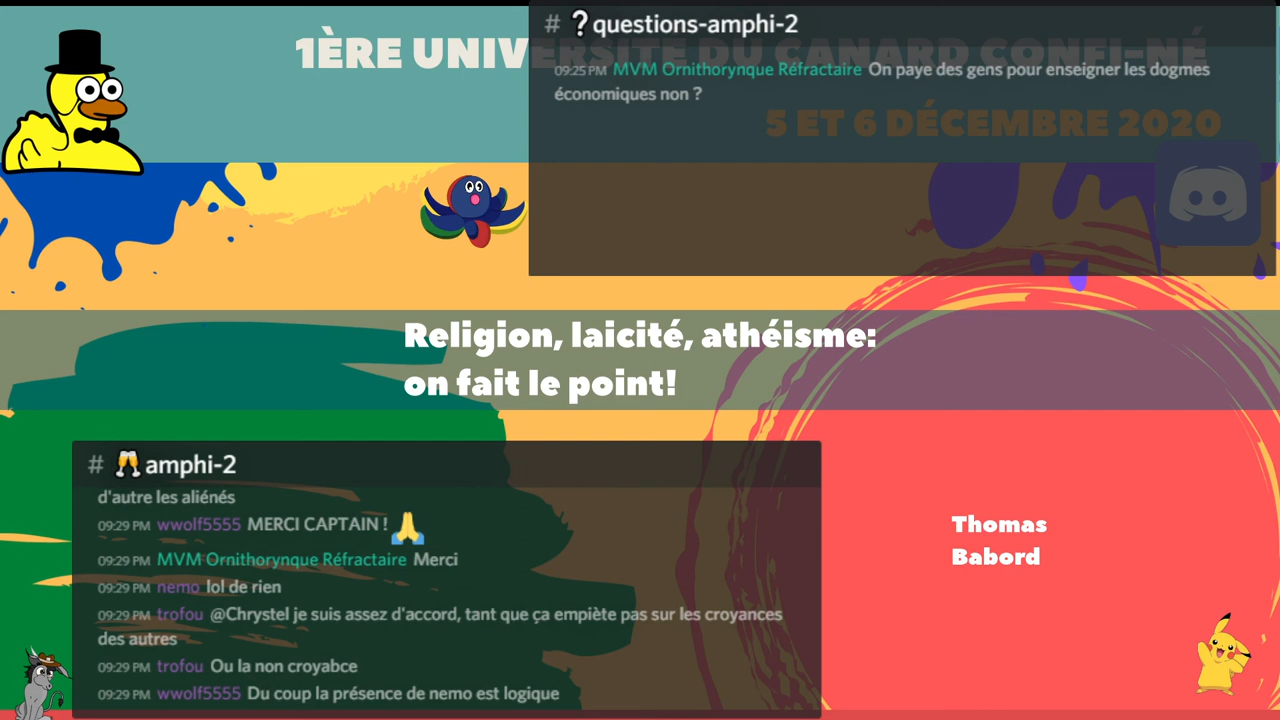 1ÈRE UNIVERSITÉ DU CANARD CONFI-NÉ
5 ET 6 DÉCEMBRE 2020
# ?questions-amphi-2
09:25 PM MVM Ornithorynque Réfractaire On paye des gens pour enseigner les dogmes
économiques non ?
Religion, laicité, athéisme:
on fait le point!
# amphi-2
d'autre les aliénés
09:29 PM wwolf5555 MERCI CAPTAIN !
09:29 PM MVM Ornithorynque Réfractaire Merci
09:29 PM nemo lol de rien
09:29 PM trofou @Chrystel je suis assez d'accord, tant que ça empiète pas sur les croyances
des autres
09:29 PM trofou Ou la non croyabce
09:29 PM wwolf5555 Du coup la présence de nemo est logique
Thomas
Babord